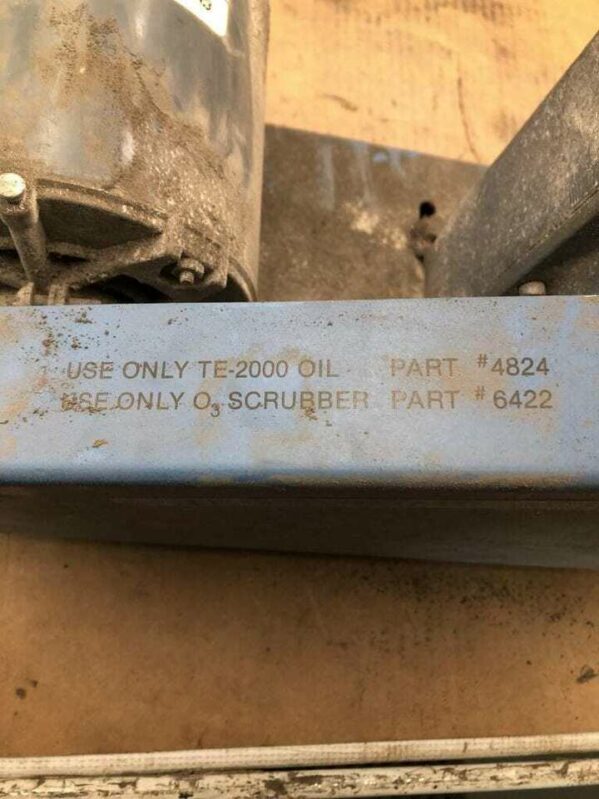 USE ONLY TE-2000 OIL PART #4824
USE ONLY O₃ SCRUBBER PART #6422